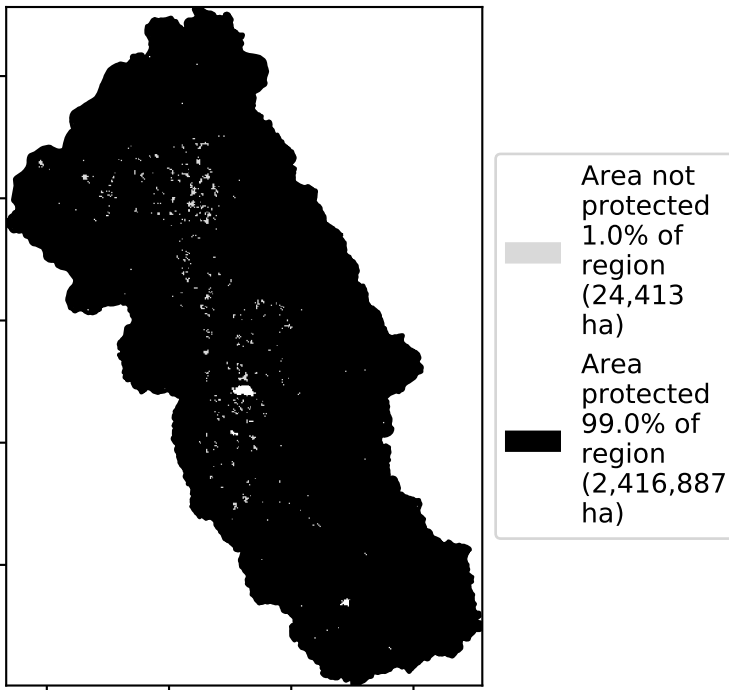 Area not
protected
1.0% of
region
(24,413
ha)
Area
protected
99.0% of
region
(2,416,887
ha)